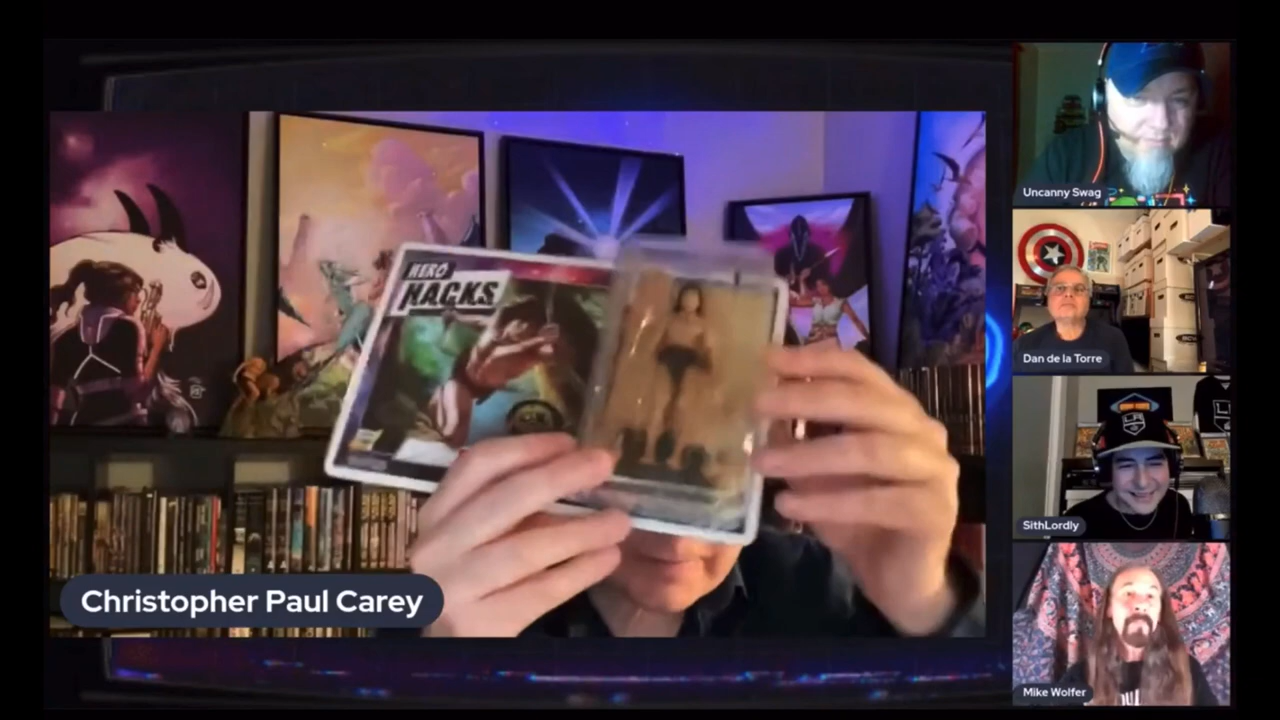 HERO
HACKS
Christopher Paul Carey
Uncanny Swag
Dan de la Torre
SithLordly
Mike Wolfer